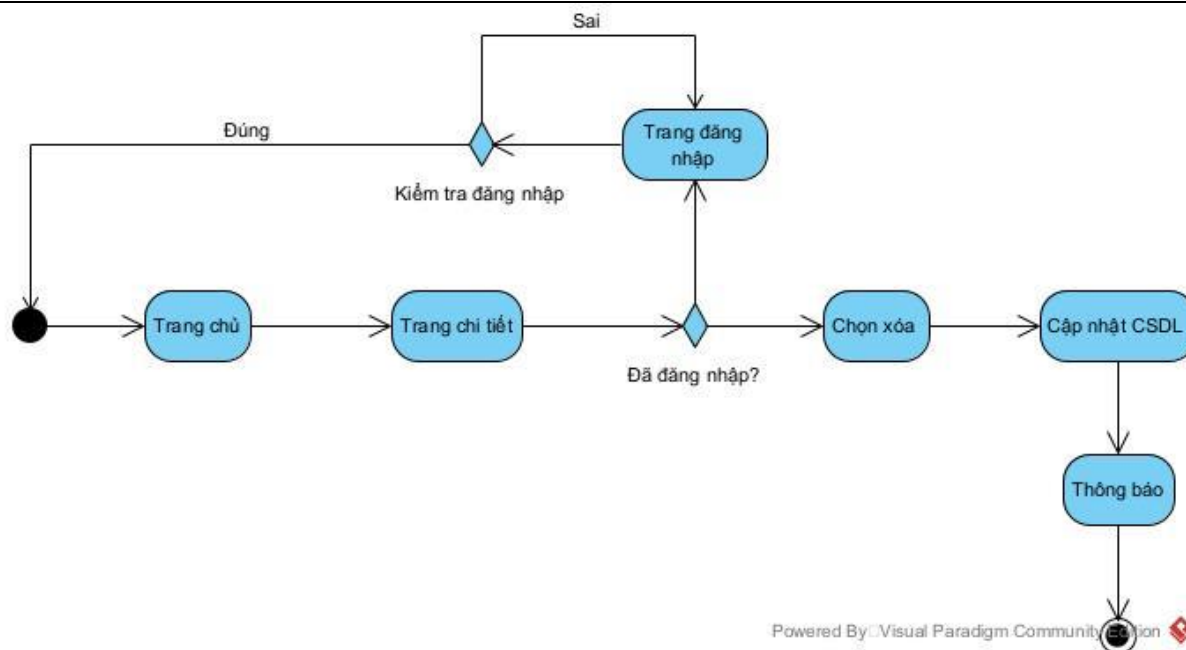 Sai
Đúng
Trang đăng
nhập
Kiểm tra đăng nhập
Trang chủ
Trang chi tiết
Chọn xóa
Cập nhật CSDL
Đã đăng nhập?
Thông báo
Powered By Visual Paradigm Community Edition